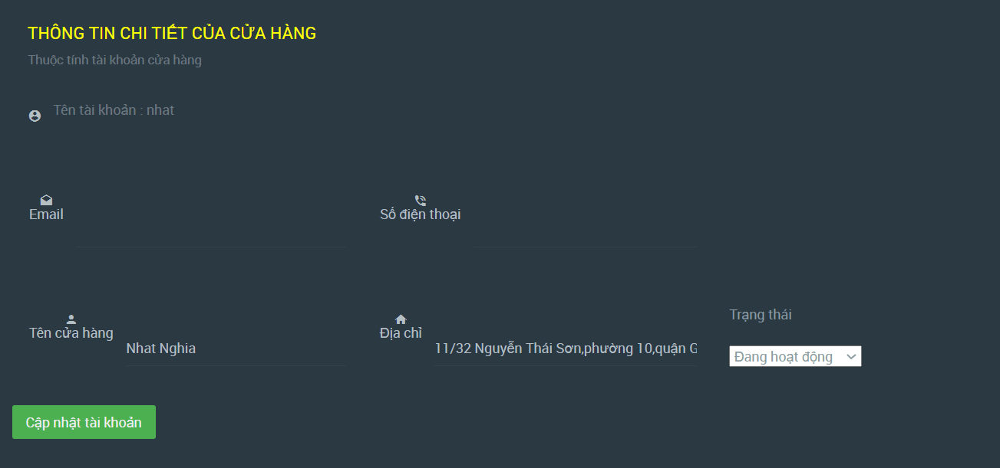 THÔNG TIN CHI TIẾT CỦA CỬA HÀNG
Thuộc tính tài khoản cửa hàng
Tên tài khoản : nhat
Email
Số điện thoại
Trạng thái
Tên cửa hàng
Địa chỉ
Nhat Nghia
11/32 Nguyễn Thái Sơn,phường 10,quận G
Đang hoạt động
Cập nhật tài khoản